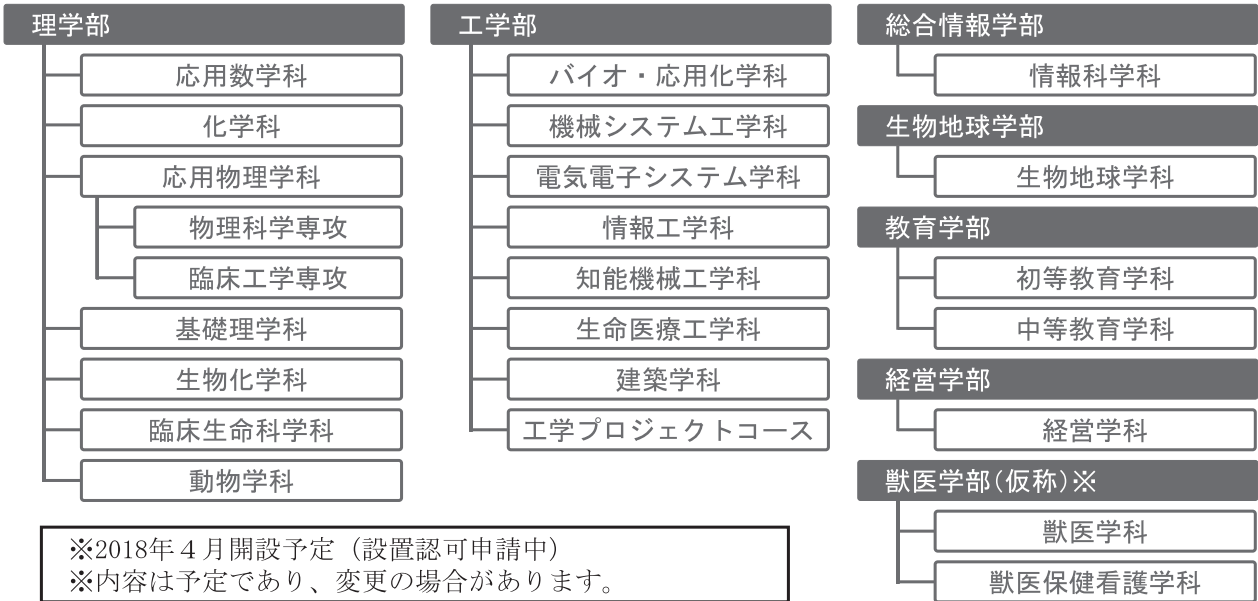 理学部
応用数学科
化学科
応用物理学科
物理科学専攻
臨床工学専攻
基礎理学科
生物化学科
臨床生命科学科
動物学科
工学部
バイオ・応用化学科
機械システム工学科
電気電子システム学科
情報工学科
知能機械工学科
生命医療工学科
建築学科
工学プロジェクトコース
総合情報学部
情報科学科
生物地球学部
生物地球学科
教育学部
初等教育学科
中等教育学科
経営学部
経営学科
獣医学部(仮称)※
獣医学科
獣医保健看護学科
※2018年４月開設予定（設置認可申請中）
※内容は予定であり、変更の場合があります。